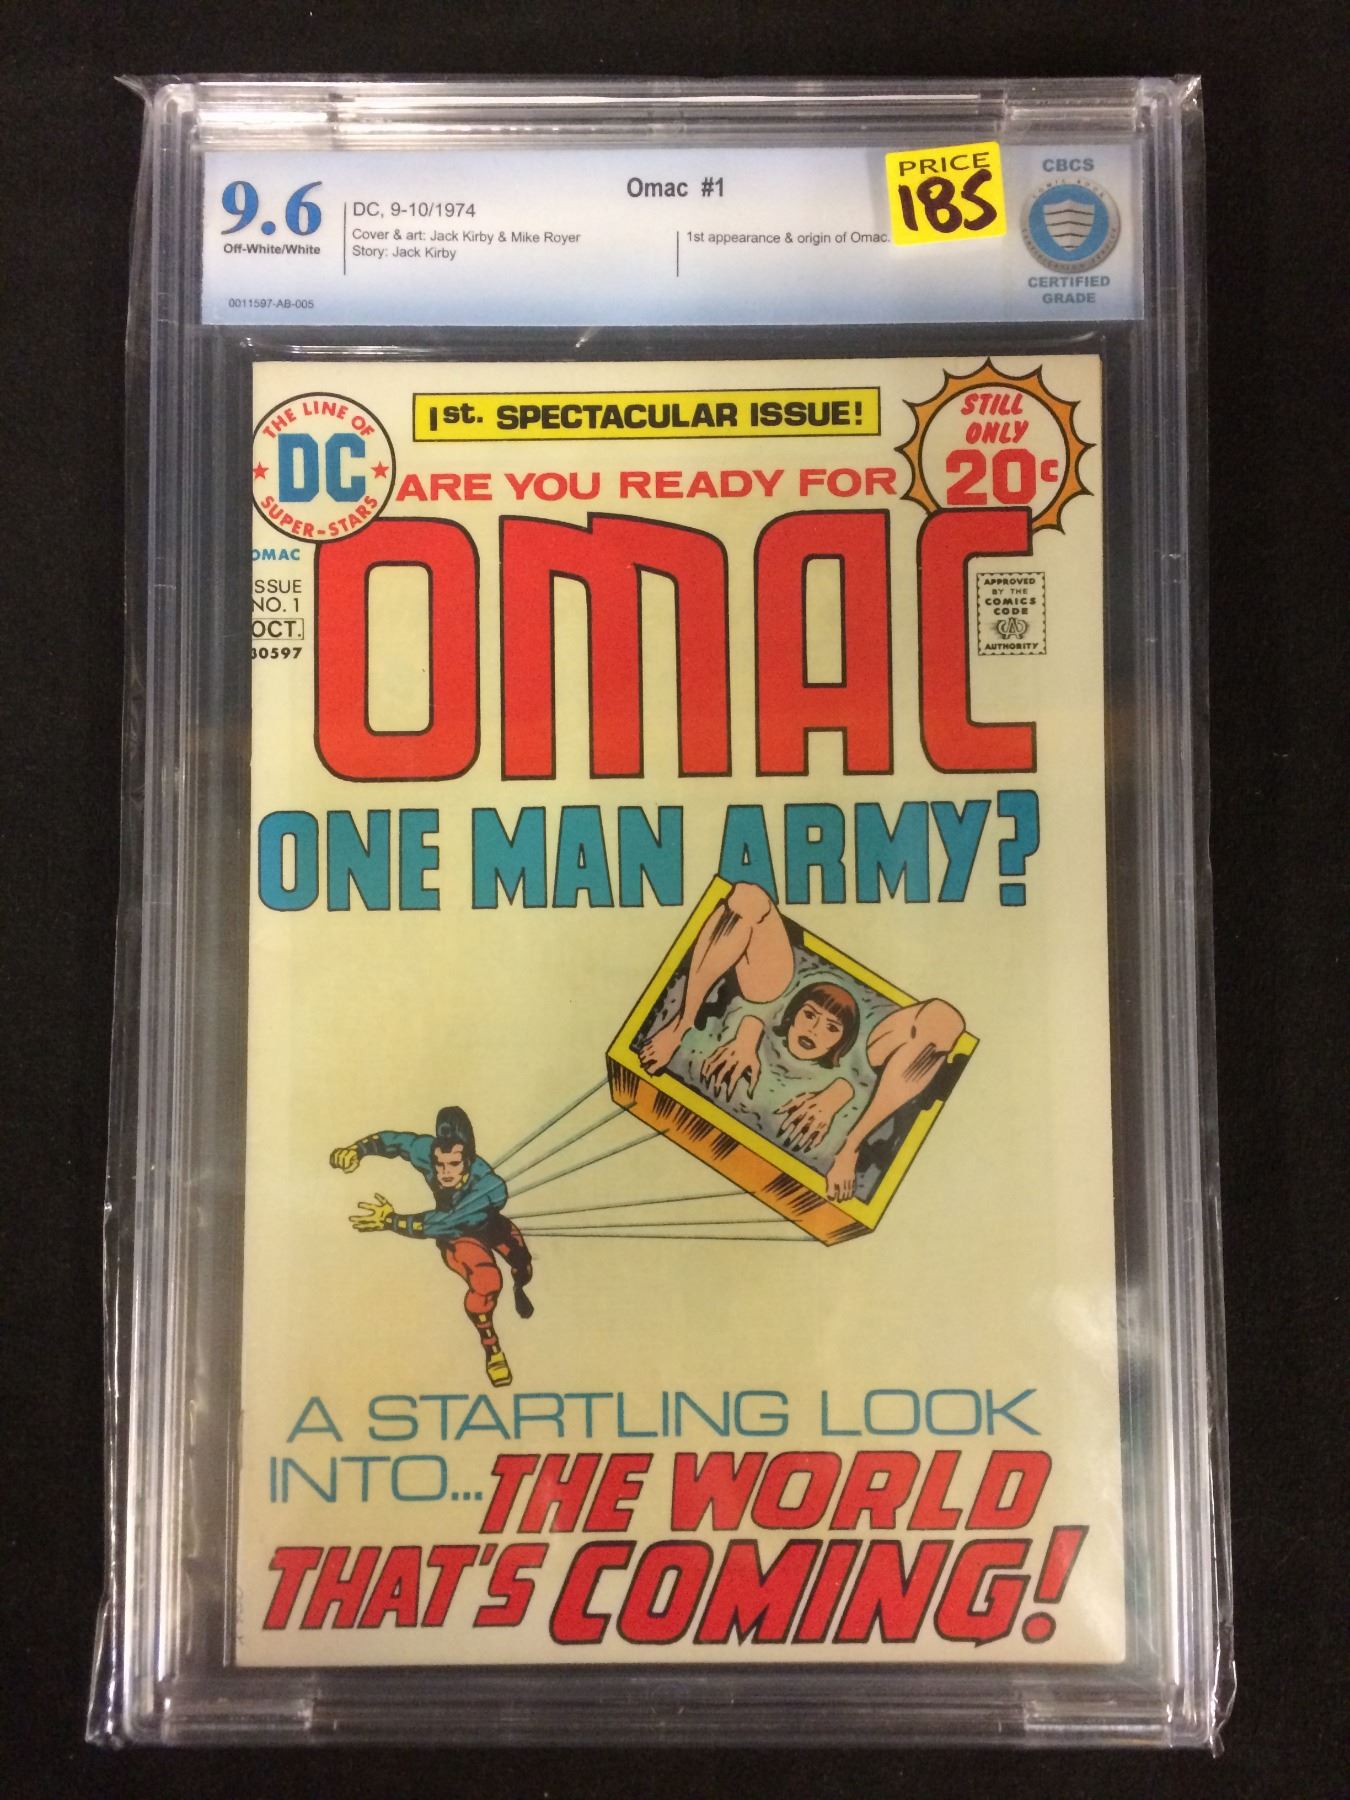 9.6
Off-White/White
0011597-AB-005
DC, 9-10/1974
Cover & art: Jack Kirby & Mike Royer
Story: Jack Kirby
Omac #1
1st appearance & origin of Omac.
PRICE
185
CBCS
CERTIFIED
GRADE
THE LINE OF
DC
SUPER-STARS
1st. SPECTACULAR ISSUE!
STILL
ONLY
20c
ARE YOU READY FOR
OMAC
OMAC
ISSUE
NO. 1
OCT.
30597
APPROVED
BY THE
COMICS
CODE
AUTHORITY
ONE MAN ARMY?
A STARTLING LOOK
INTO...THE WORLD
THAT'S COMING!